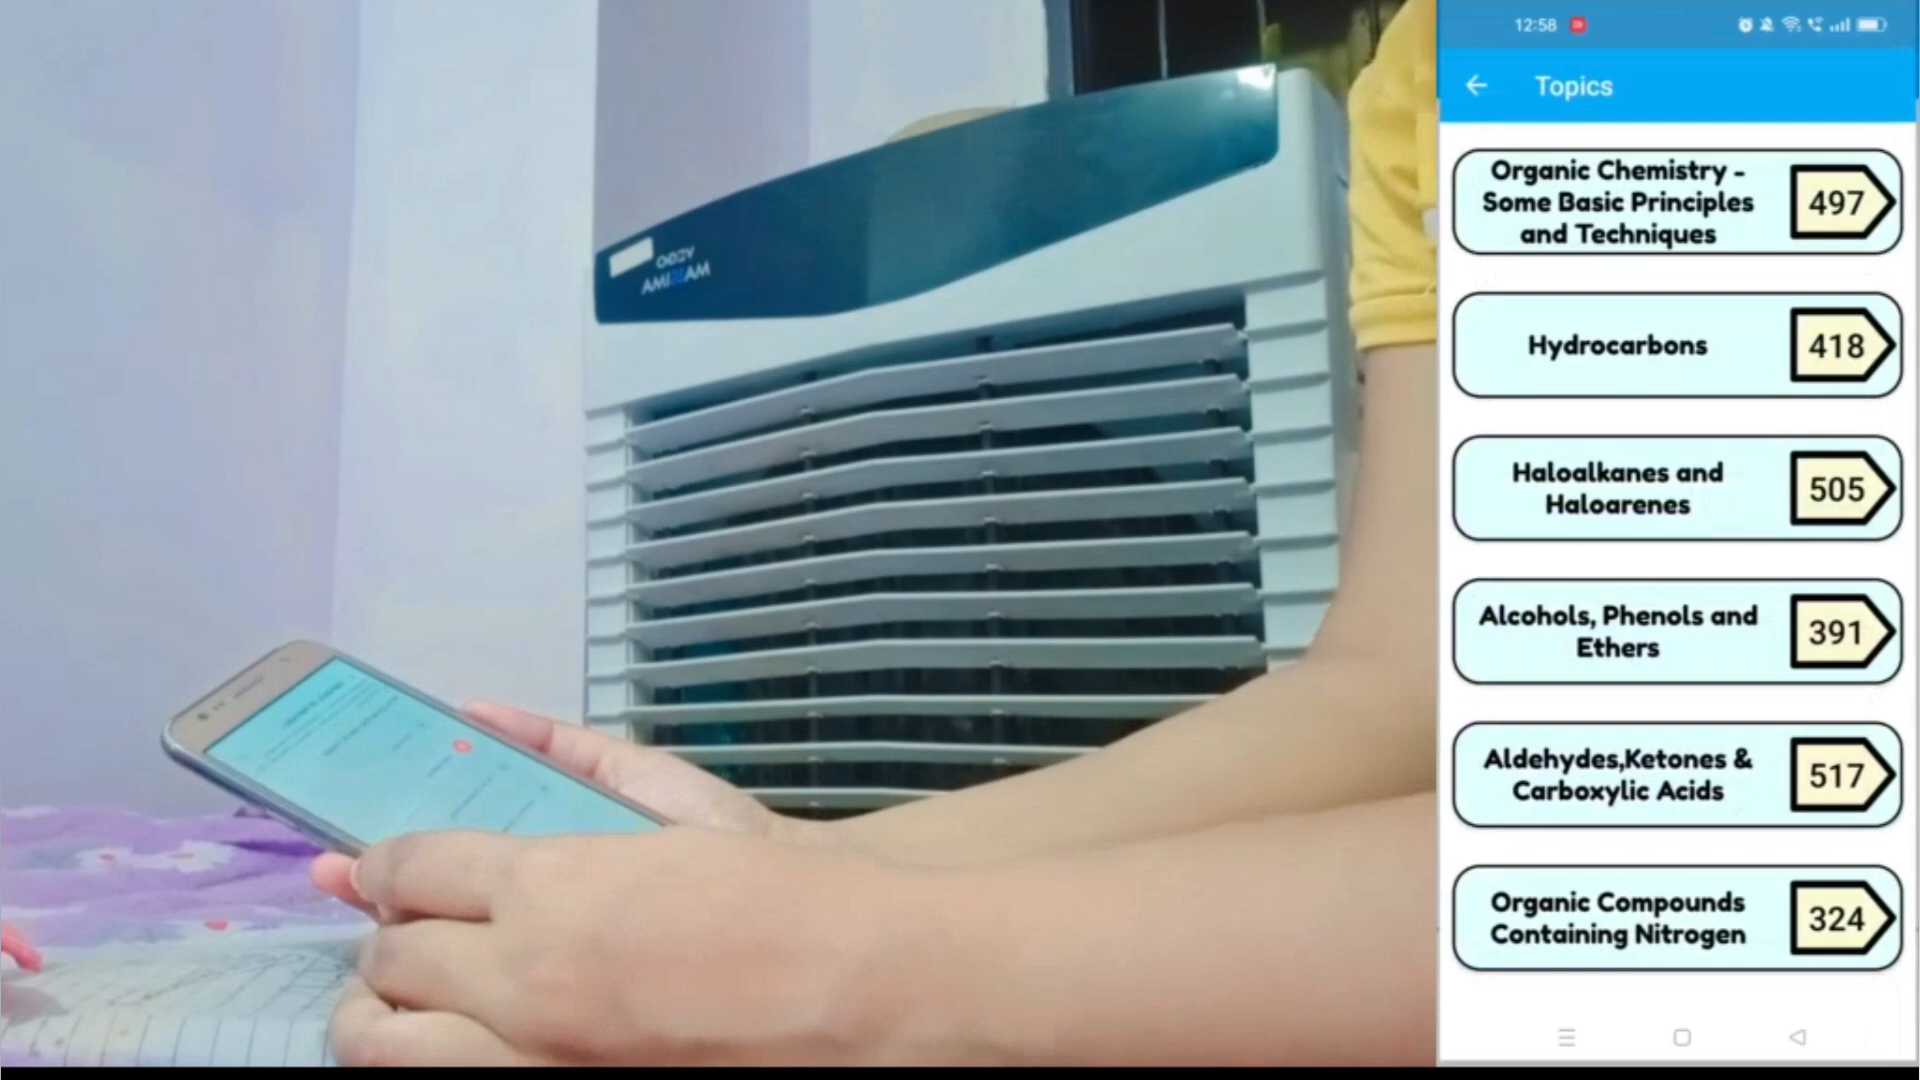 12:58
Topics
Organic Chemistry -
Some Basic Principles
and Techniques
497
Hydrocarbons
418
Haloalkanes and
Haloarenes
505
Alcohols, Phenols and
Ethers
391
Aldehydes,Ketones &
Carboxylic Acids
517
Organic Compounds
Containing Nitrogen
324